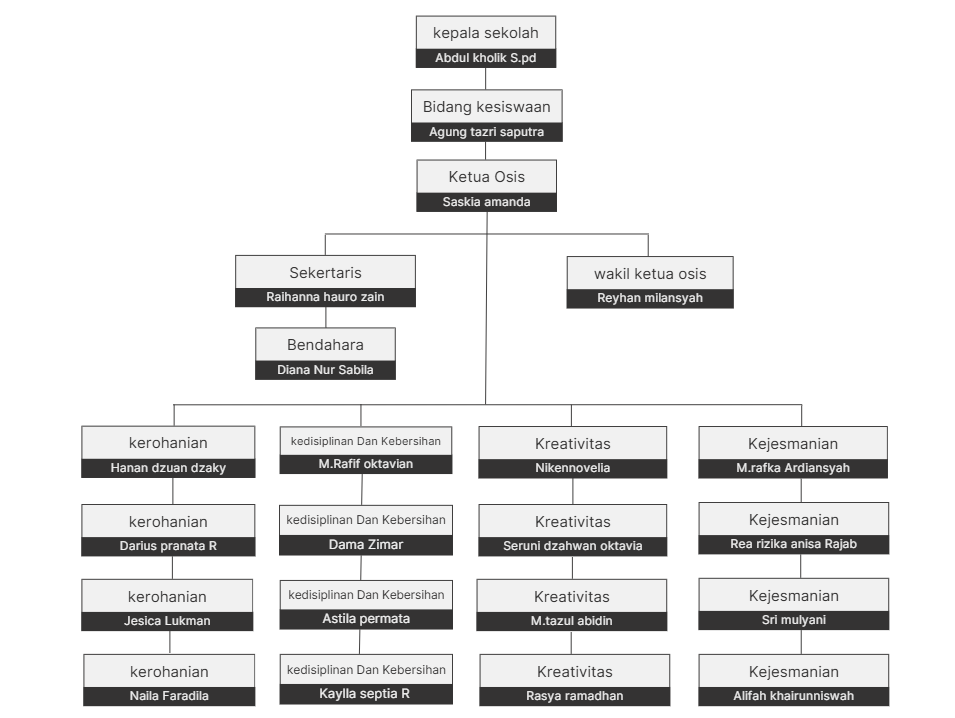 kepala sekolah
Abdul kholik S.pd
Bidang kesiswaan
Agung tazri saputra
Ketua Osis
Saskia amanda
Sekertaris
Raihanna hauro zain
wakil ketua osis
Reyhan milansyah
Bendahara
Diana Nur Sabila
kerohanian
Hanan dzuan dzaky
kedisiplinan Dan Kebersihan
M.Rafif oktavian
Kreativitas
Nikennovelia
Kejesmanian
M.rafka Ardiansyah
kerohanian
Darius pranata R
kedisiplinan Dan Kebersihan
Dama Zimar
Kreativitas
Seruni dzahwan oktavia
Kejesmanian
Rea rizika anisa Rajab
kerohanian
Jesica Lukman
kedisiplinan Dan Kebersihan
Astila permata
Kreativitas
M.tazul abidin
Kejesmanian
Sri mulyani
kerohanian
Naila Faradila
kedisiplinan Dan Kebersihan
Kaylla septia R
Kreativitas
Rasya ramadhan
Kejesmanian
Alifah khairunniswah